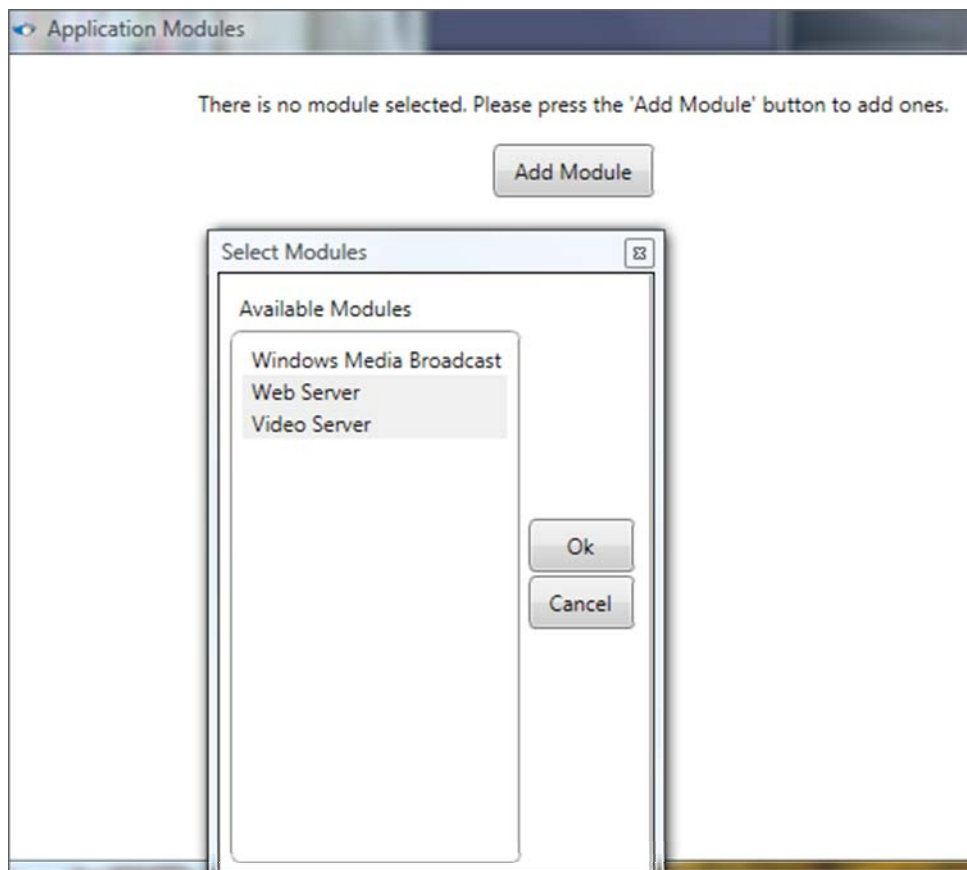 Application Modules
There is no module selected. Please press the 'Add Module' button to add ones.
Add Module
Select Modules
Available Modules
Windows Media Broadcast
Web Server
Video Server
Ok
Cancel